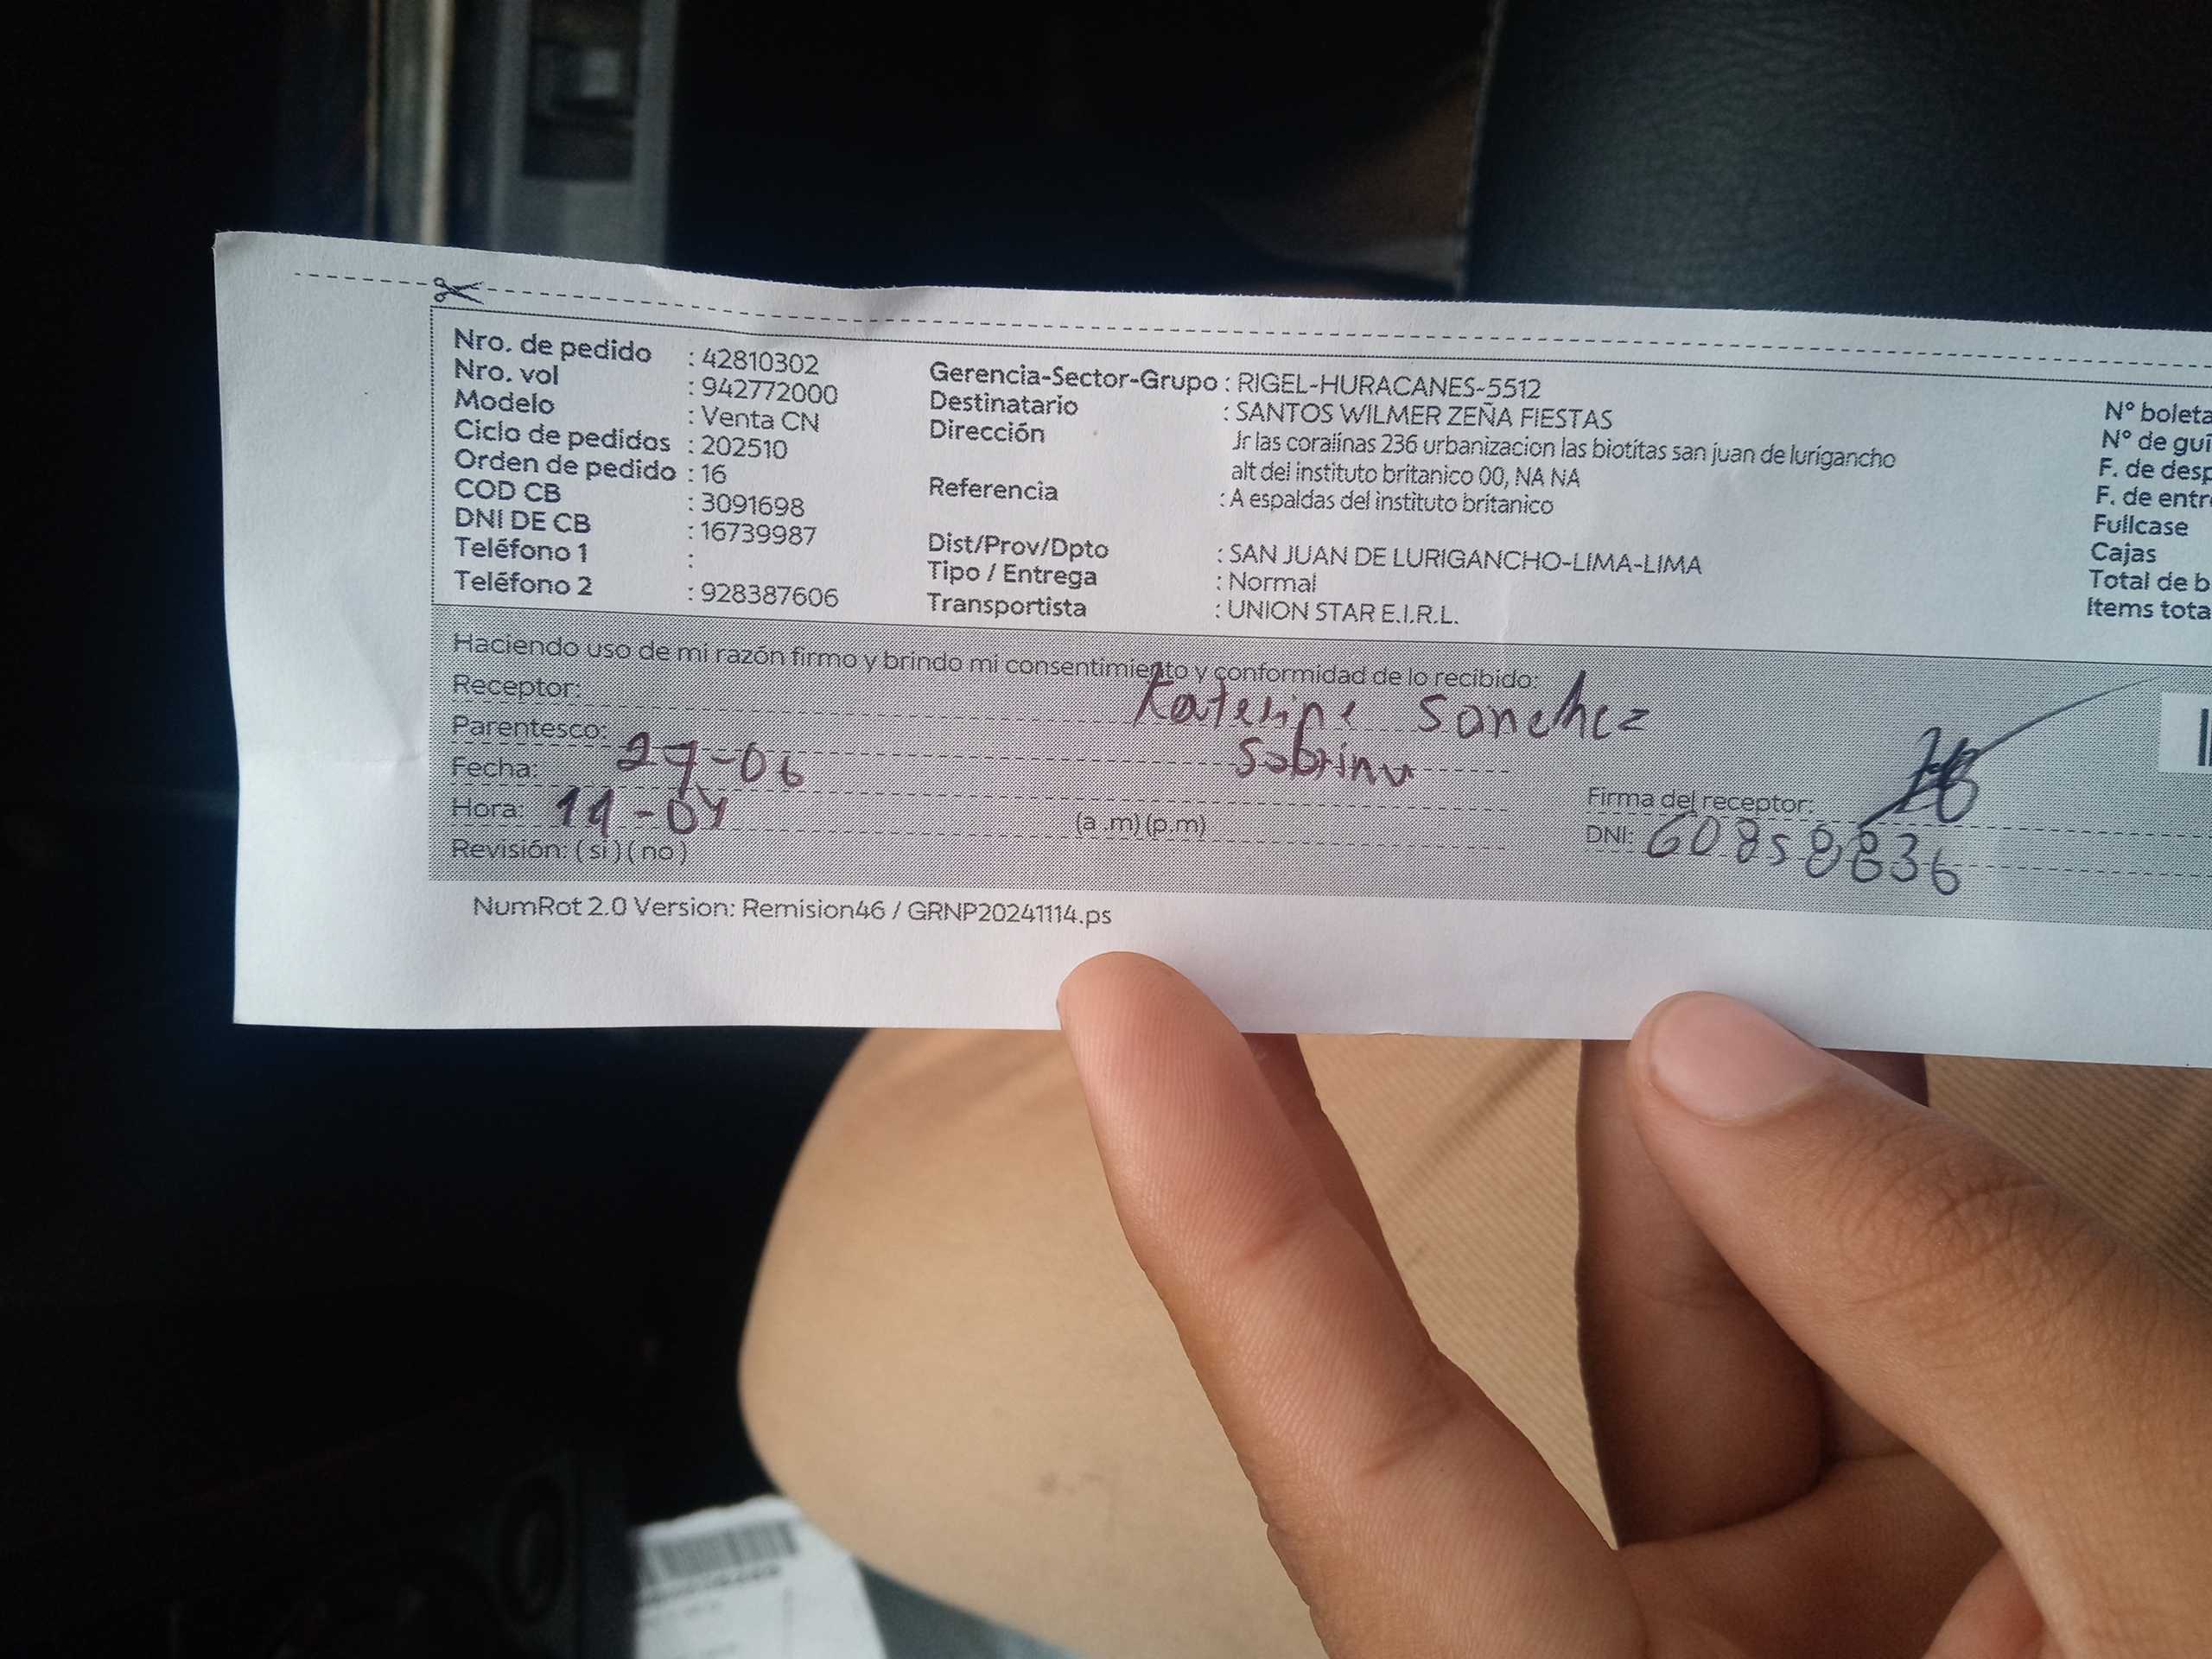 Nro. de pedido : 42810302
Nro. vol : 942772000
Modelo : Venta CN
Ciclo de pedidos : 202510
Orden de pedido : 16
COD CB : 3091698
DNI DE CB : 16739987
Teléfono 1 :
Teléfono 2 : 928387606
Gerencia-Sector-Grupo : RIGEL-HURACANES-5512
Destinatario : SANTOS WILMER ZEÑA FIESTAS
Dirección Jr las coralinas 236 urbanizacion las biotitas san juan de lurigancho
alt del instituto britanico 00, NA NA
Referencia : A espaldas del instituto britanico
Dist/Prov/Dpto : SAN JUAN DE LURIGANCHO-LIMA-LIMA
Tipo / Entrega : Normal
Transportista : UNION STAR E.I.R.L.
N° boleta
N° de guí
F. de desp
F. de entr
Fullcase
Cajas
Total de b
Items tota
Haciendo uso de mi razón firmo y brindo mi consentimiento y conformidad de lo recibido:
Receptor: Katerine Sanchez
Parentesco: Sobrina
Fecha: 27-06
Hora: 11-04 (a .m) (p.m)
Revisión: ( si ) ( no )
Firma del receptor:
DNI: 60858836
NumRot 2.0 Version: Remision46 / GRNP20241114.ps